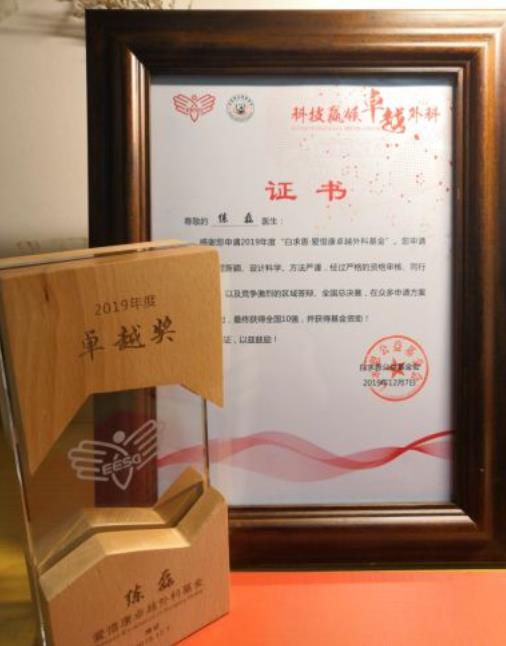 科技赢候卓越外科
证书
尊敬的 练磊 医生：
感谢您申请2019年度“白求恩·爱惜康卓越外科基金”。您申请
新颖、设计科学、方法严谨，经过严格的资格审核、同行
以及竞争激烈的区域答辩、全国总决赛，在众多申请方案
，最终获得全国10强，并获得基金资助！
证，以兹鼓励！
白求恩公益基金会
2019年12月7日
2019年度
卓越奖
EESG
练磊
爱惜康卓越外科基金